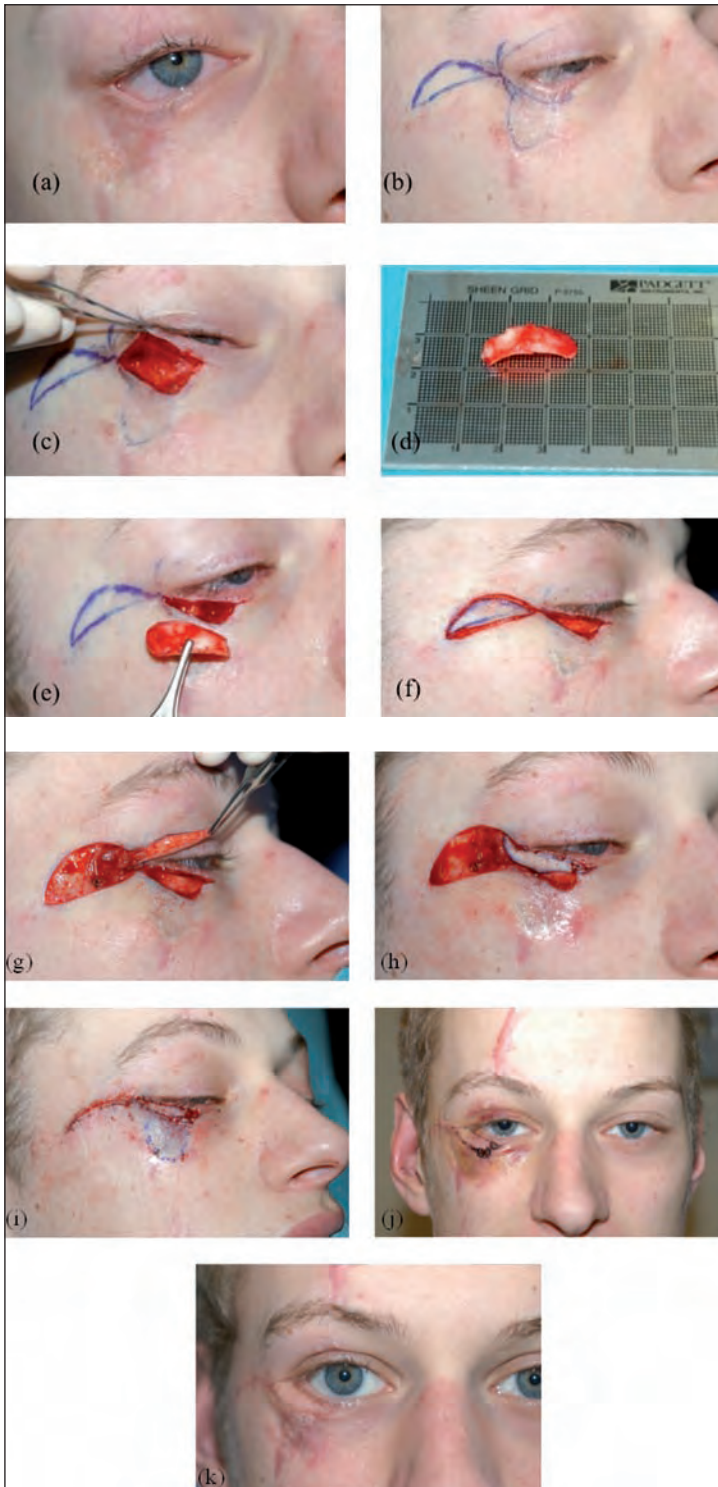 (a)
(b)
(c)
SHEEN GRID
PADGETT
(d)
(e)
(f)
(g)
(h)
(i)
(j)
(k)